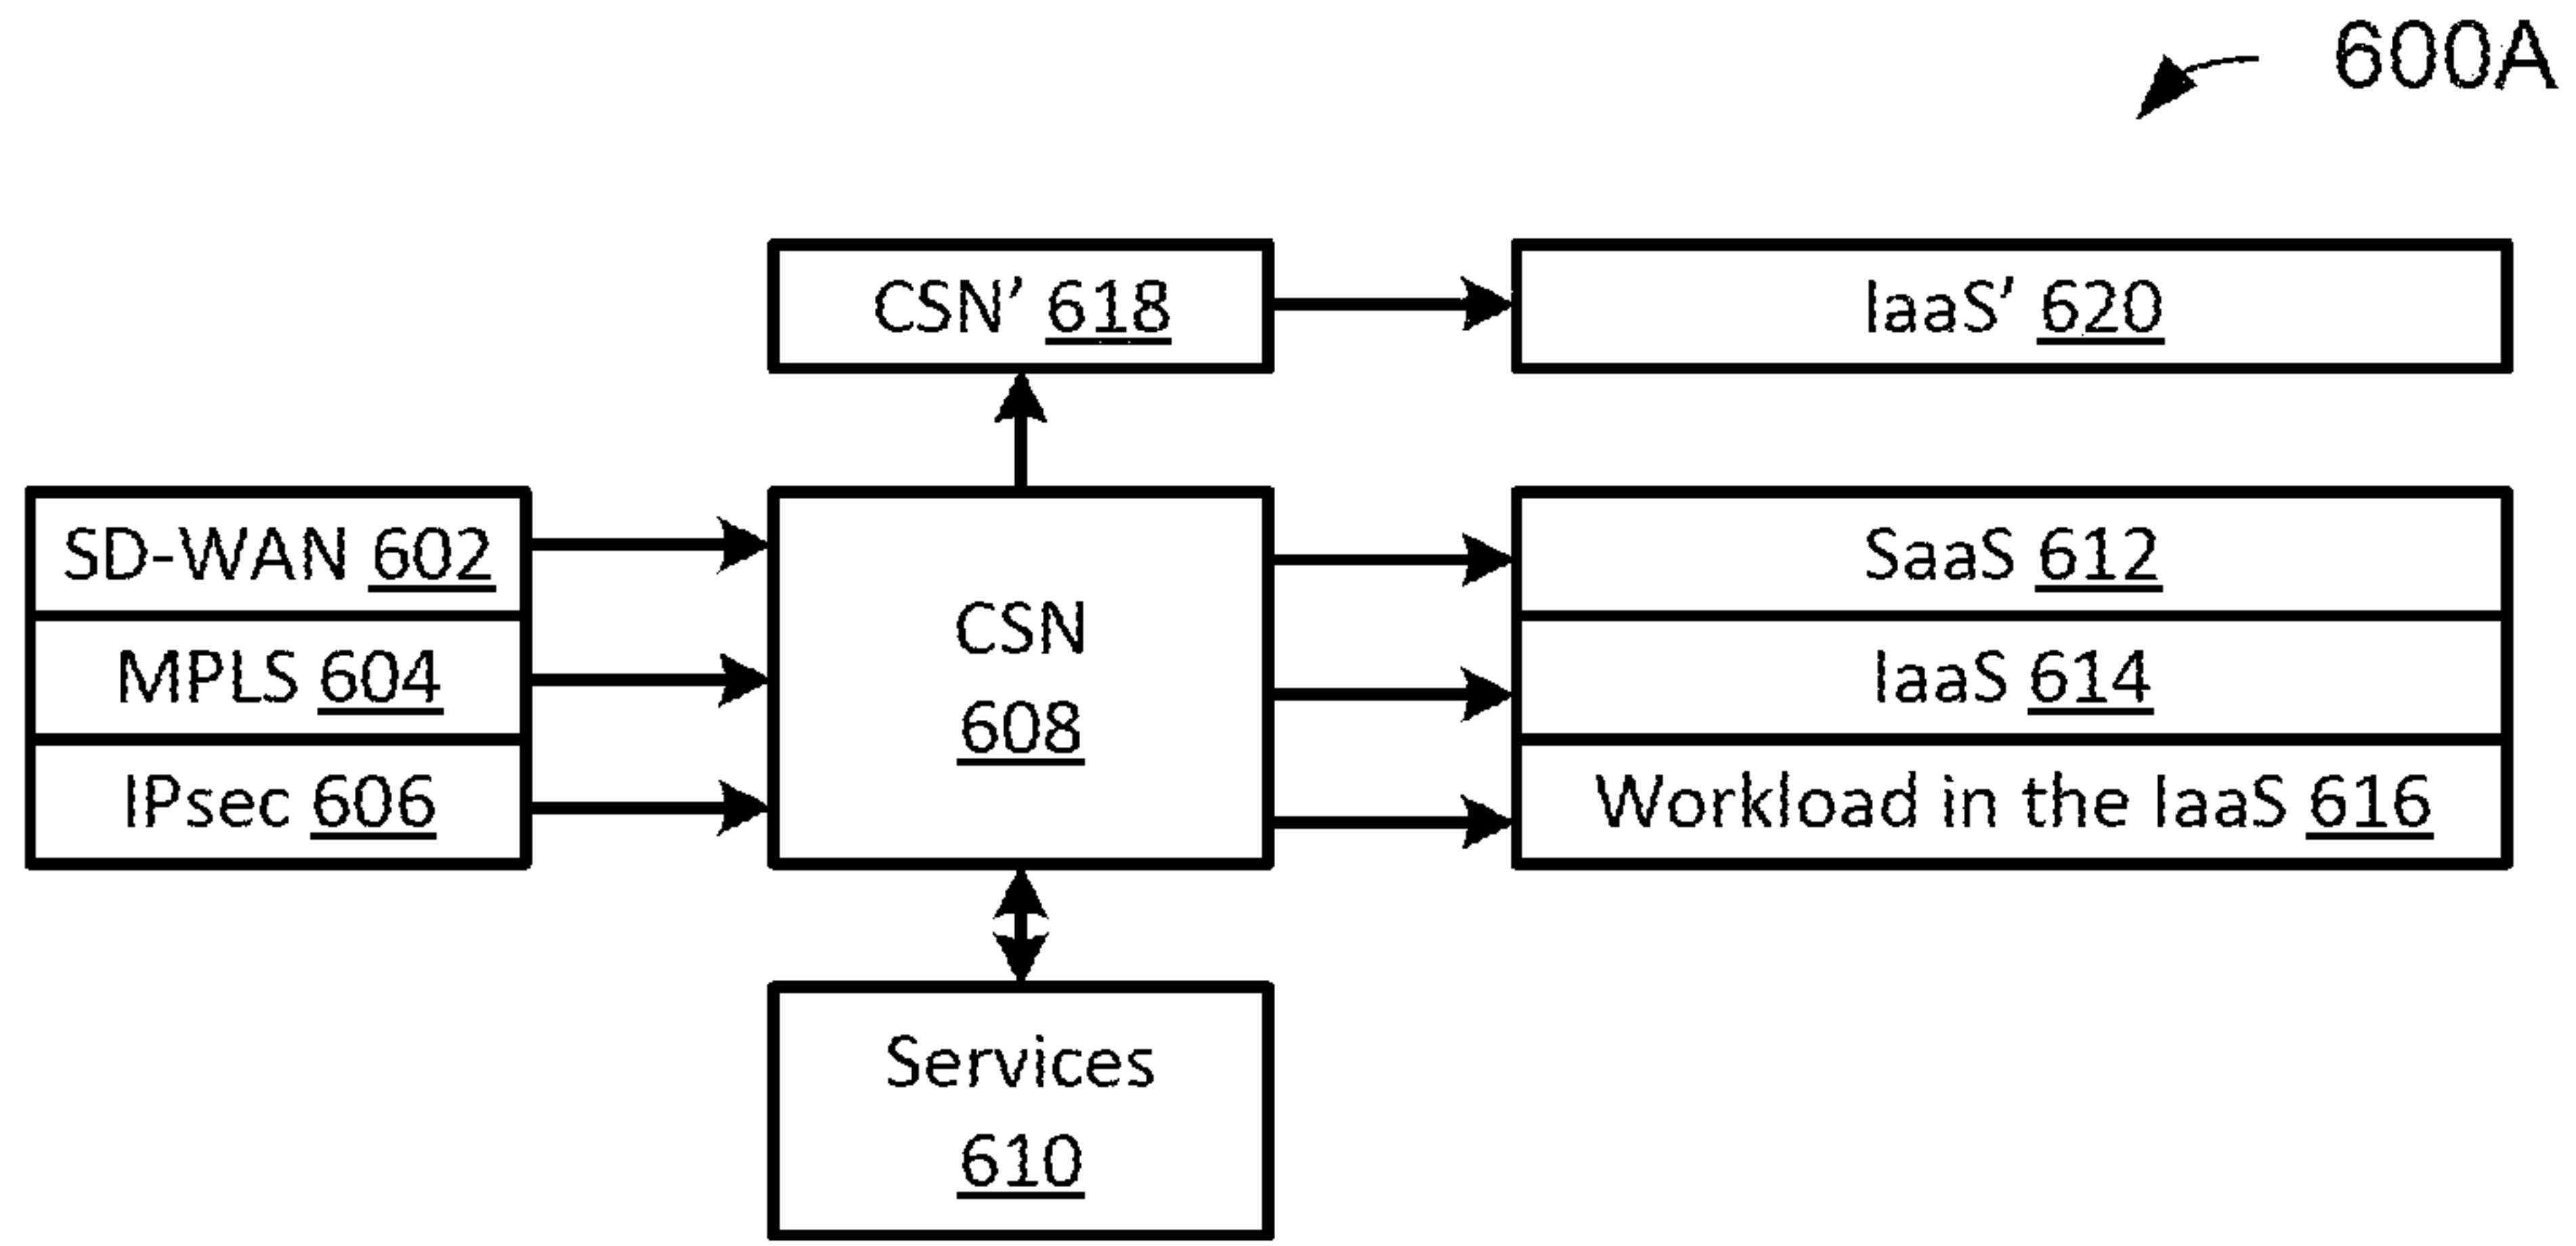 600A
CSN’ 618
IaaS’ 620
SD-WAN 602
MPLS 604
IPsec 606
CSN
608
SaaS 612
IaaS 614
Workload in the IaaS 616
Services
610